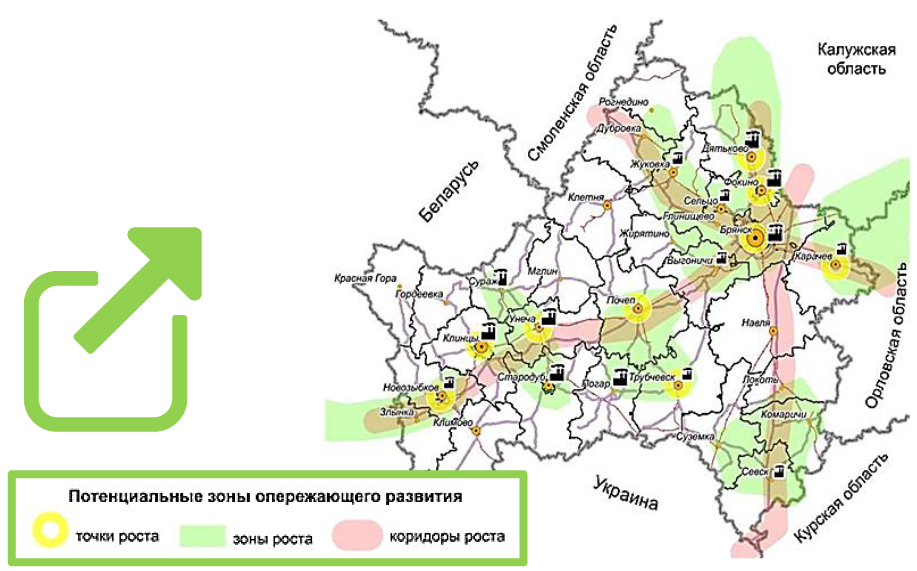 Калужская
область
Смоленская область
Рогнедино
Дубровка
Дятьково
Жуковка
Беларусь
Фокино
Клетня
Сельцо
Глинищево
Жирятино
Брянск
Выгоничи
Карачев
Красная Гора
Сураж
Мглин
Гордеевка
Почеп
Унеча
Навля
Клинцы
Орловская область
Новозыбков
Стародуб
Погар
Трубчевск
Локоть
Злынка
Климово
Комаричи
Суземка
Севск
Украина
Курская область
Потенциальные зоны опережающего развития
точки роста
зоны роста
коридоры роста